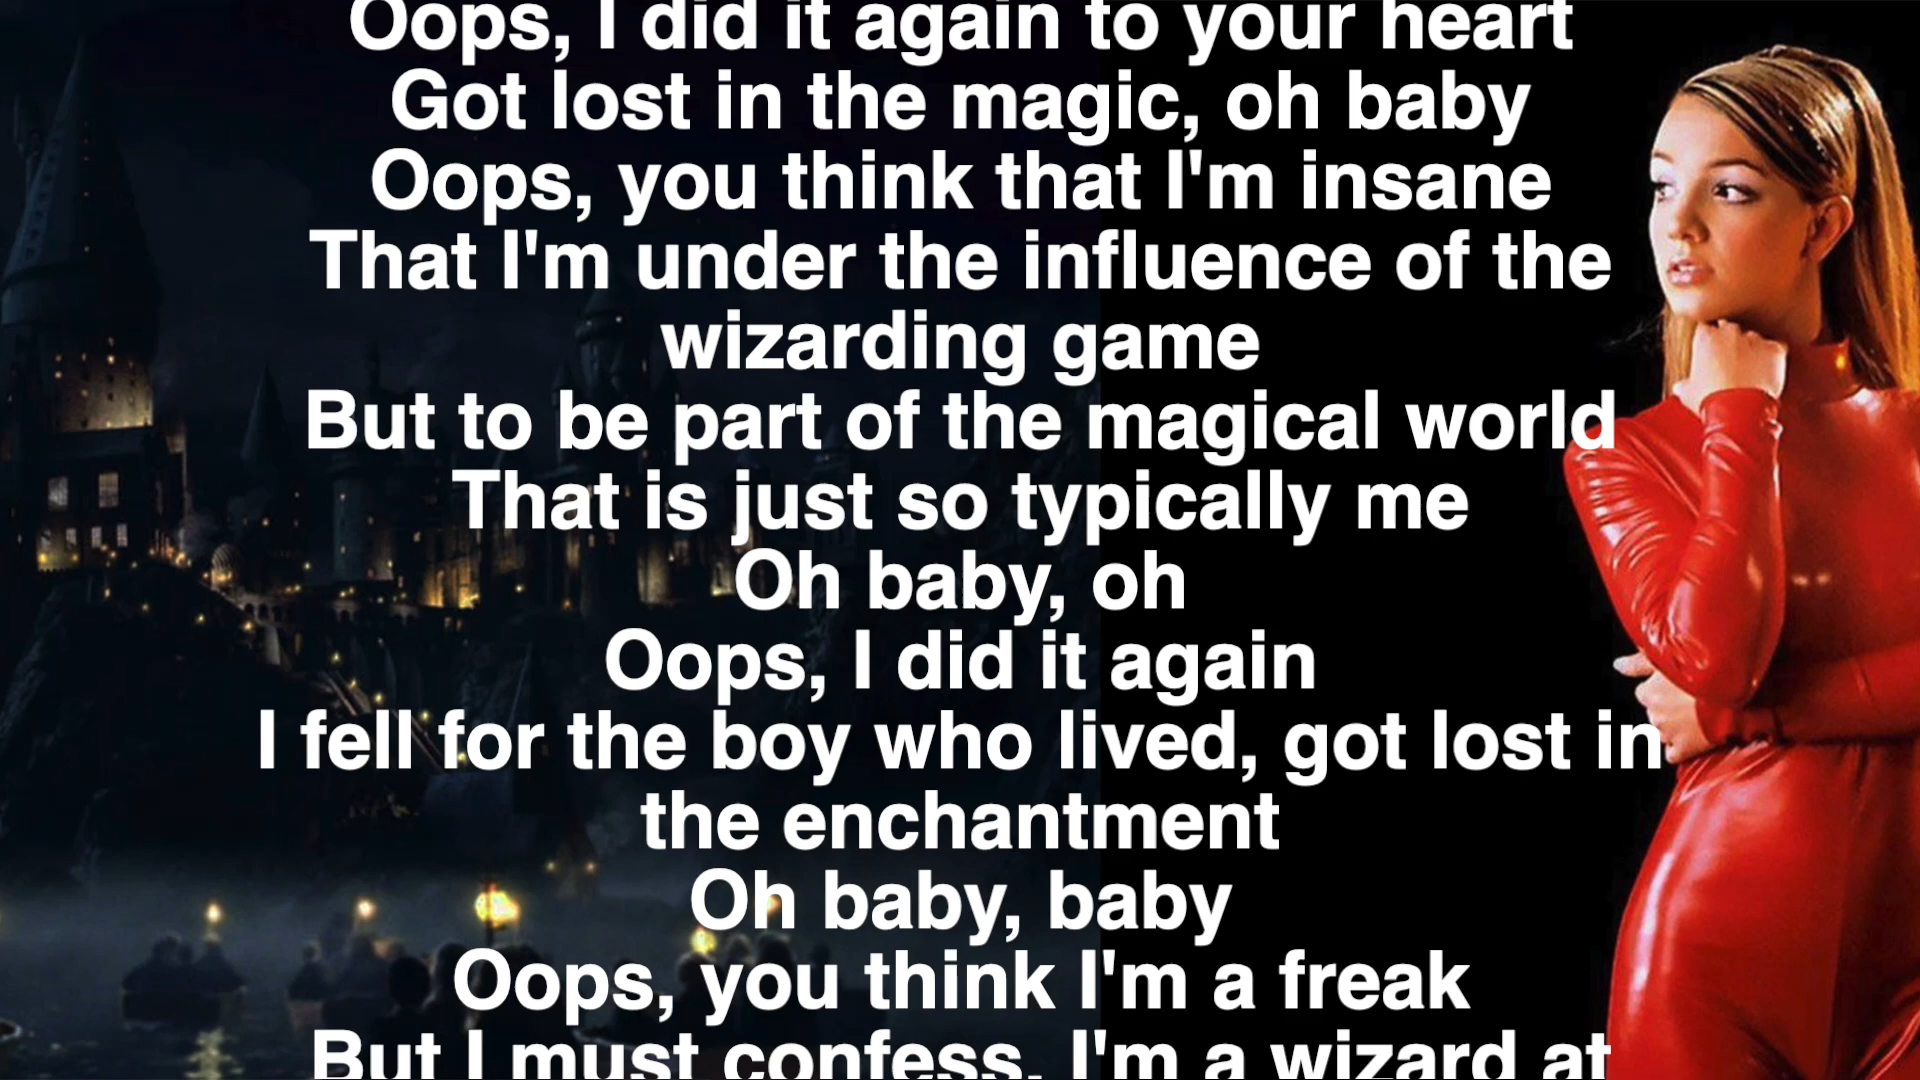 Oops, I did it again to your heart
Got lost in the magic, oh baby
Oops, you think that I'm insane
That I'm under the influence of the
wizarding game
But to be part of the magical world
That is just so typically me
Oh baby, oh
Oops, I did it again
I fell for the boy who lived, got lost in
the enchantment
Oh baby, baby
Oops, you think I'm a freak
But I must confess, I'm a wizard at